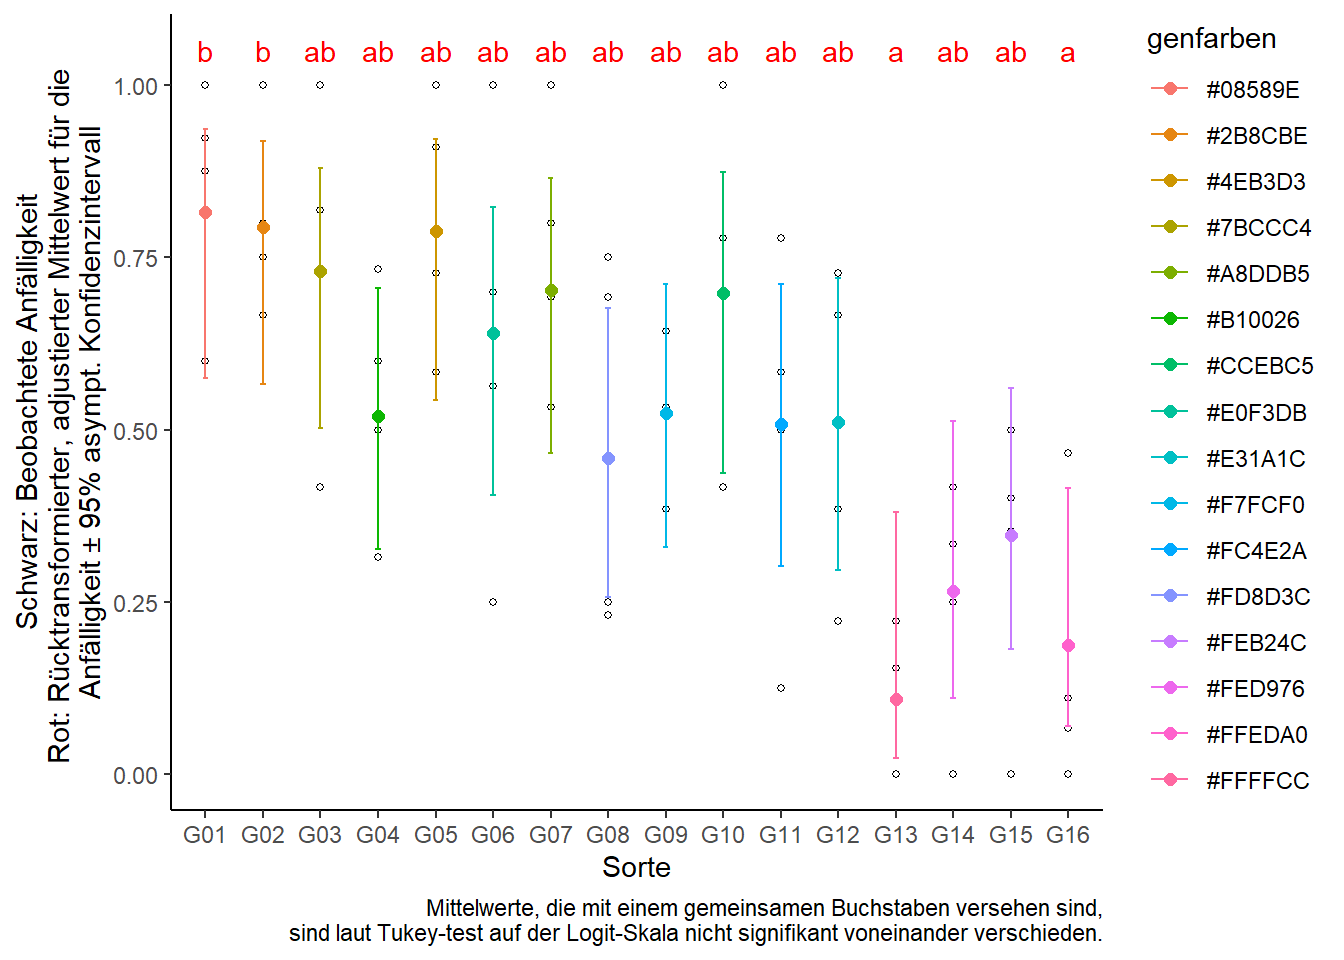 b b ab ab ab ab ab ab ab ab ab ab a ab ab a
1.00
0.75
0.50
0.25
0.00
Schwarz: Beobachtete Anfälligkeit
Rot: Rücktransformierter, adjustierter Mittelwert für die
Anfälligkeit ± 95% asympt. Konfidenzintervall
G01 G02 G03 G04 G05 G06 G07 G08 G09 G10 G11 G12 G13 G14 G15 G16
Sorte
Mittelwerte, die mit einem gemeinsamen Buchstaben versehen sind,
sind laut Tukey-test auf der Logit-Skala nicht signifikant voneinander verschieden.
genfarben
#08589E
#2B8CBE
#4EB3D3
#7BCCC4
#A8DDB5
#B10026
#CCEBC5
#E0F3DB
#E31A1C
#F7FCF0
#FC4E2A
#FD8D3C
#FEB24C
#FED976
#FFEDA0
#FFFFCC